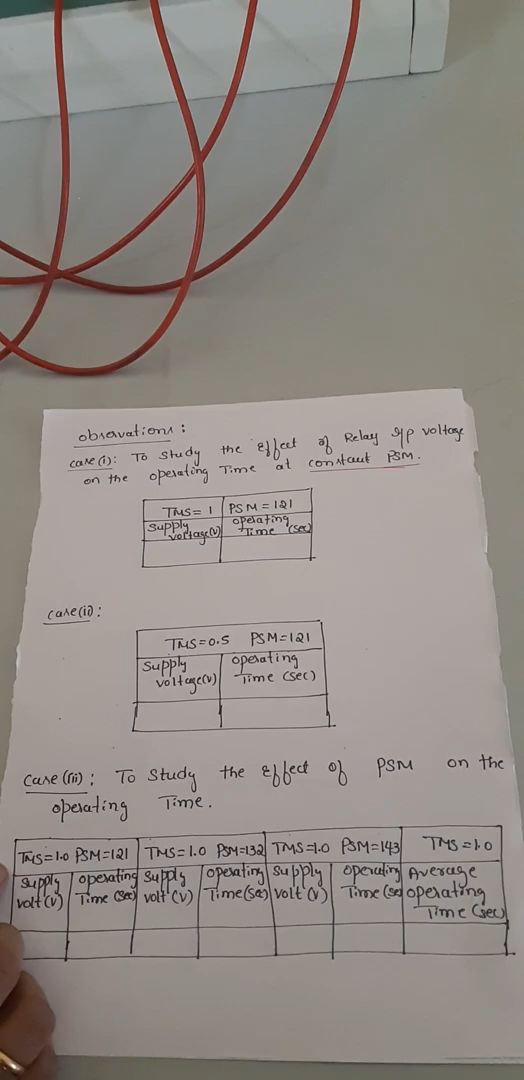 observations:
case(i): To Study the effect of Relay I/p voltage
on the operating Time at constant PSM.
TMS=1 PSM=121
Supply voltage(v) operating Time (sec)
case(ii):
TMS=0.5 PSM=121
Supply voltage(v) operating Time (sec)
case(iii): To Study the Effect of PSM on the
operating Time.
TMS=1.0 PSM=121 TMS=1.0 PSM=132 TMS=1.0 PSM=143 TMS=1.0
Supply volt(v) operating Time (sec) Supply volt(v) operating Time(sec) Supply volt(v) operating Time (sec Average operating Time (sec)